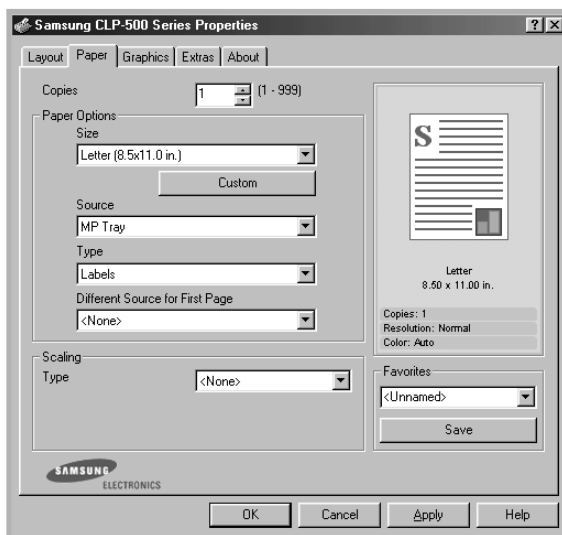 Samsung CLP-500 Series Properties
Layout Paper Graphics Extras About
Copies 1 (1 - 999)
Paper Options
Size
Letter (8.5x11.0 in.)
Custom
Source
MP Tray
Type
Labels
Different Source for First Page
<None>
Scaling
Type <None>
S
Letter
8.50 x 11.00 in.
Copies: 1
Resolution: Normal
Color: Auto
Favorites
<Unnamed>
Save
SAMSUNG
ELECTRONICS
OK Cancel Apply Help